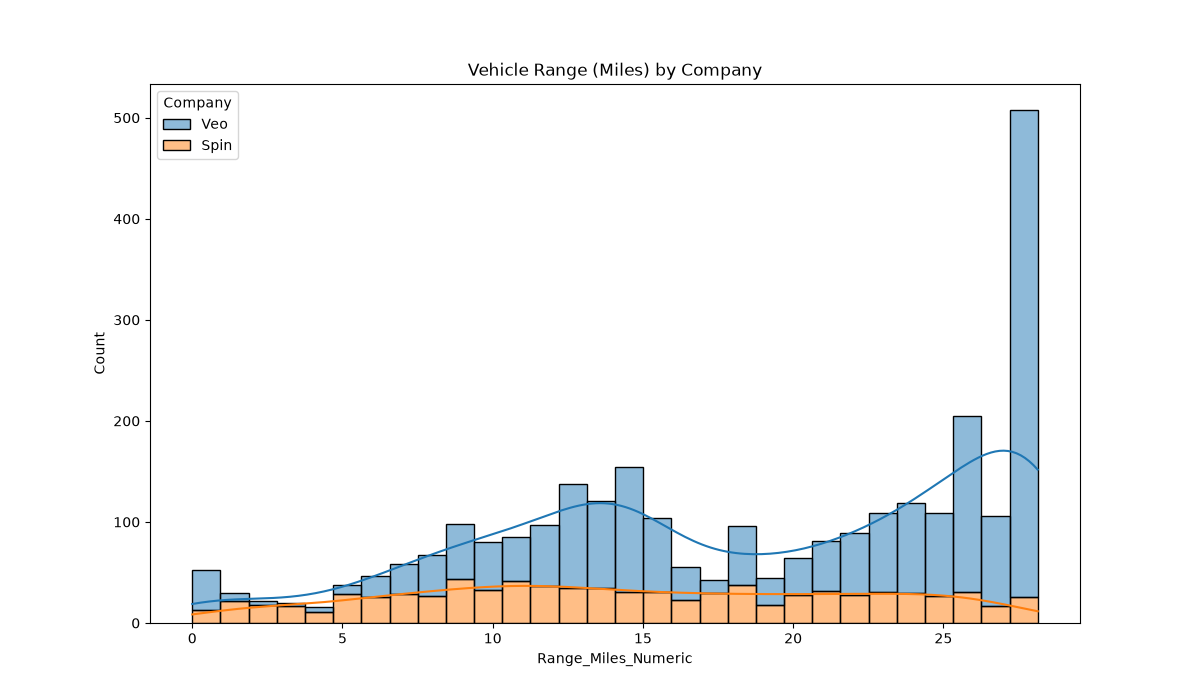 Vehicle Range (Miles) by Company
Company
Veo
Spin
Count
500
400
300
200
100
0
0 5 10 15 20 25
Range_Miles_Numeric